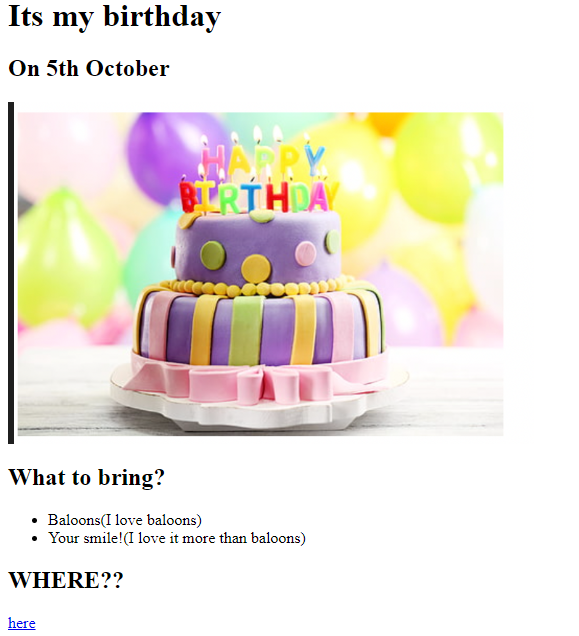 Its my birthday
On 5th October
HAPPY
BIRTHDAY
What to bring?
Baloons(I love baloons)
Your smile!(I love it more than baloons)
WHERE??
here